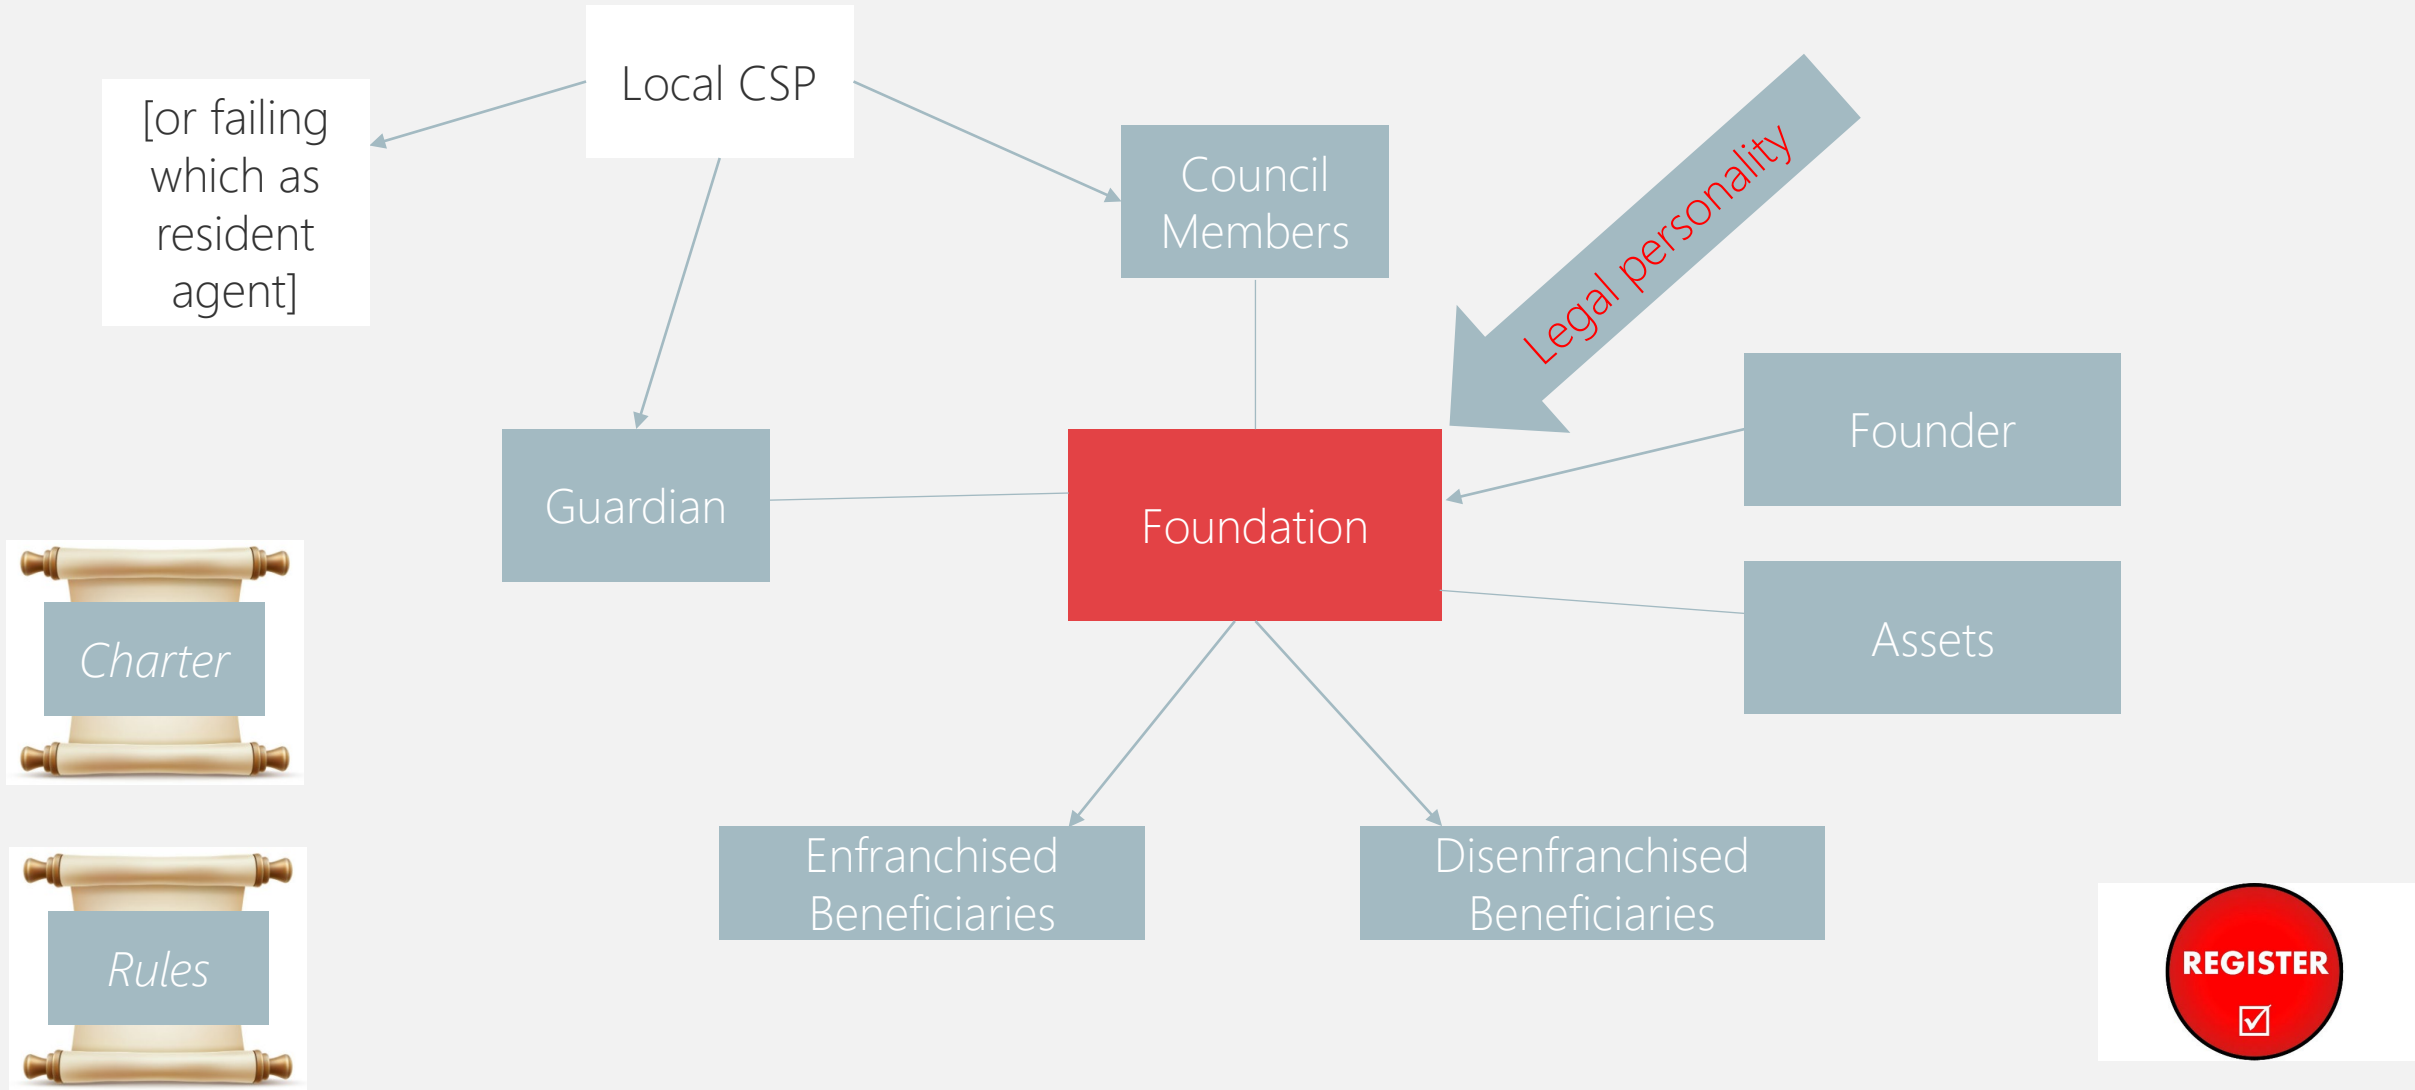 Local CSP
[or failing
which as
resident
agent]
Council
Members
Legal personality
Founder
Guardian
Foundation
Assets
Charter
Enfranchised
Beneficiaries
Disenfranchised
Beneficiaries
Rules
REGISTER